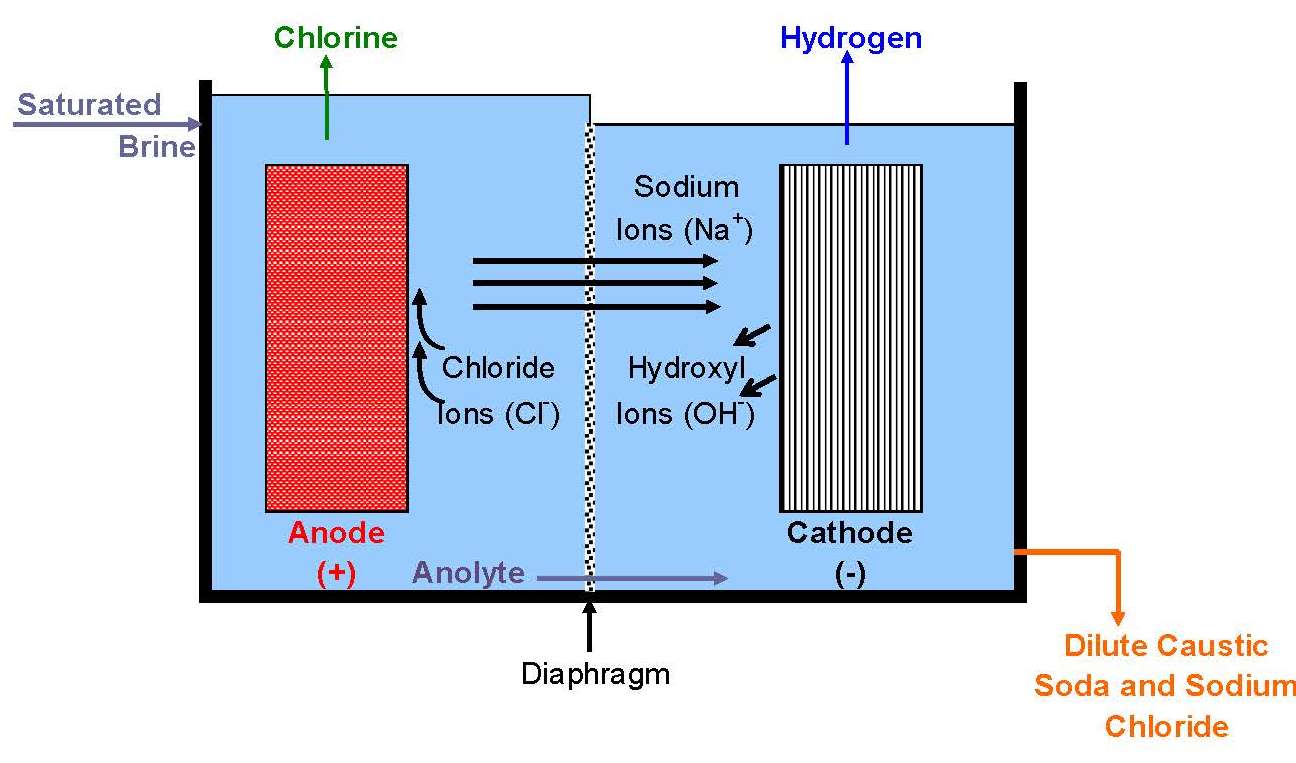 Chlorine
Hydrogen
Saturated
Brine
Sodium
Ions (Na⁺)
Chloride
Ions (Cl⁻)
Hydroxyl
Ions (OH⁻)
Anode
(+)
Cathode
(-)
Anolyte
Diaphragm
Dilute Caustic
Soda and Sodium
Chloride